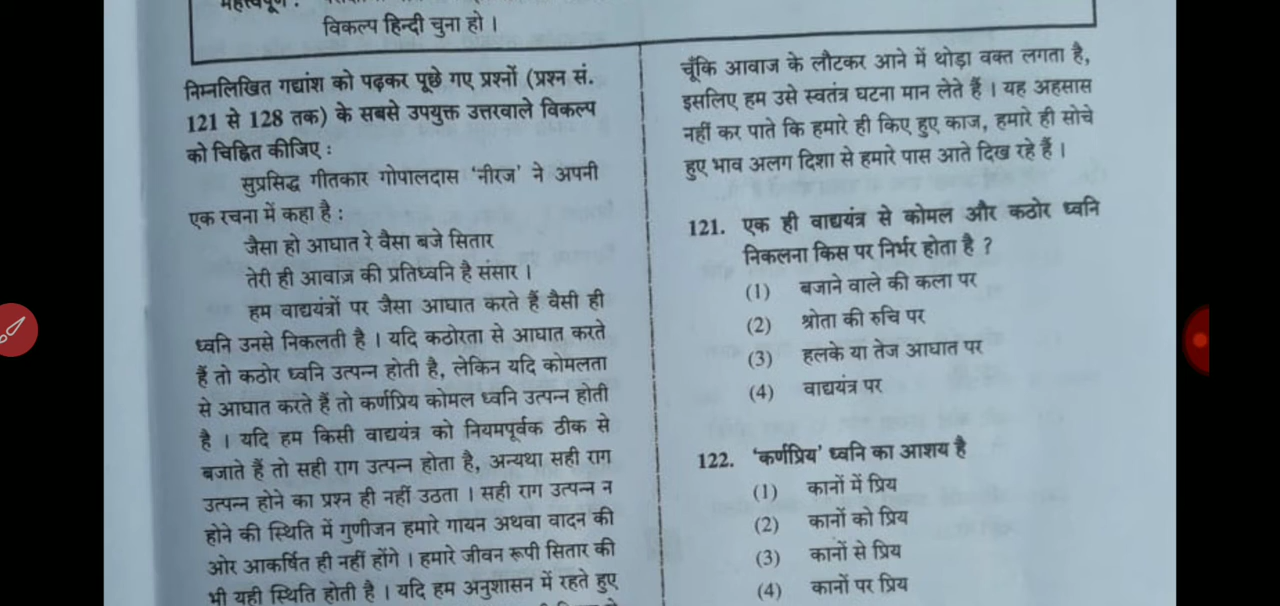 विकल्प हिन्दी चुना हो ।
निम्नलिखित गद्यांश को पढ़कर पूछे गए प्रश्नों (प्रश्न सं.
121 से 128 तक) के सबसे उपयुक्त उत्तरवाले विकल्प
को चिह्नित कीजिए :
सुप्रसिद्ध गीतकार गोपालदास ‘नीरज’ ने अपनी
एक रचना में कहा है :
जैसा हो आघात रे वैसा बजे सितार
तेरी ही आवाज़ की प्रतिध्वनि है संसार ।
हम वाद्ययंत्रों पर जैसा आघात करते हैं वैसी ही
ध्वनि उनसे निकलती है । यदि कठोरता से आघात करते
हैं तो कठोर ध्वनि उत्पन्न होती है, लेकिन यदि कोमलता
से आघात करते हैं तो कर्णप्रिय कोमल ध्वनि उत्पन्न होती
है । यदि हम किसी वाद्ययंत्र को नियमपूर्वक ठीक से
बजाते हैं तो सही राग उत्पन्न होता है, अन्यथा सही राग
उत्पन्न होने का प्रश्न ही नहीं उठता । सही राग उत्पन्न न
होने की स्थिति में गुणीजन हमारे गायन अथवा वादन की
ओर आकर्षित ही नहीं होंगे । हमारे जीवन रूपी सितार की
भी यही स्थिति होती है । यदि हम अनुशासन में रहते हुए
चूँकि आवाज के लौटकर आने में थोड़ा वक्त लगता है,
इसलिए हम उसे स्वतंत्र घटना मान लेते हैं । यह अहसास
नहीं कर पाते कि हमारे ही किए हुए काज, हमारे ही सोचे
हुए भाव अलग दिशा से हमारे पास आते दिख रहे हैं ।
121. एक ही वाद्ययंत्र से कोमल और कठोर ध्वनि
निकलना किस पर निर्भर होता है ?
(1) बजाने वाले की कला पर
(2) श्रोता की रुचि पर
(3) हलके या तेज आघात पर
(4) वाद्ययंत्र पर
122. ‘कर्णप्रिय’ ध्वनि का आशय है
(1) कानों में प्रिय
(2) कानों को प्रिय
(3) कानों से प्रिय
(4) कानों पर प्रिय